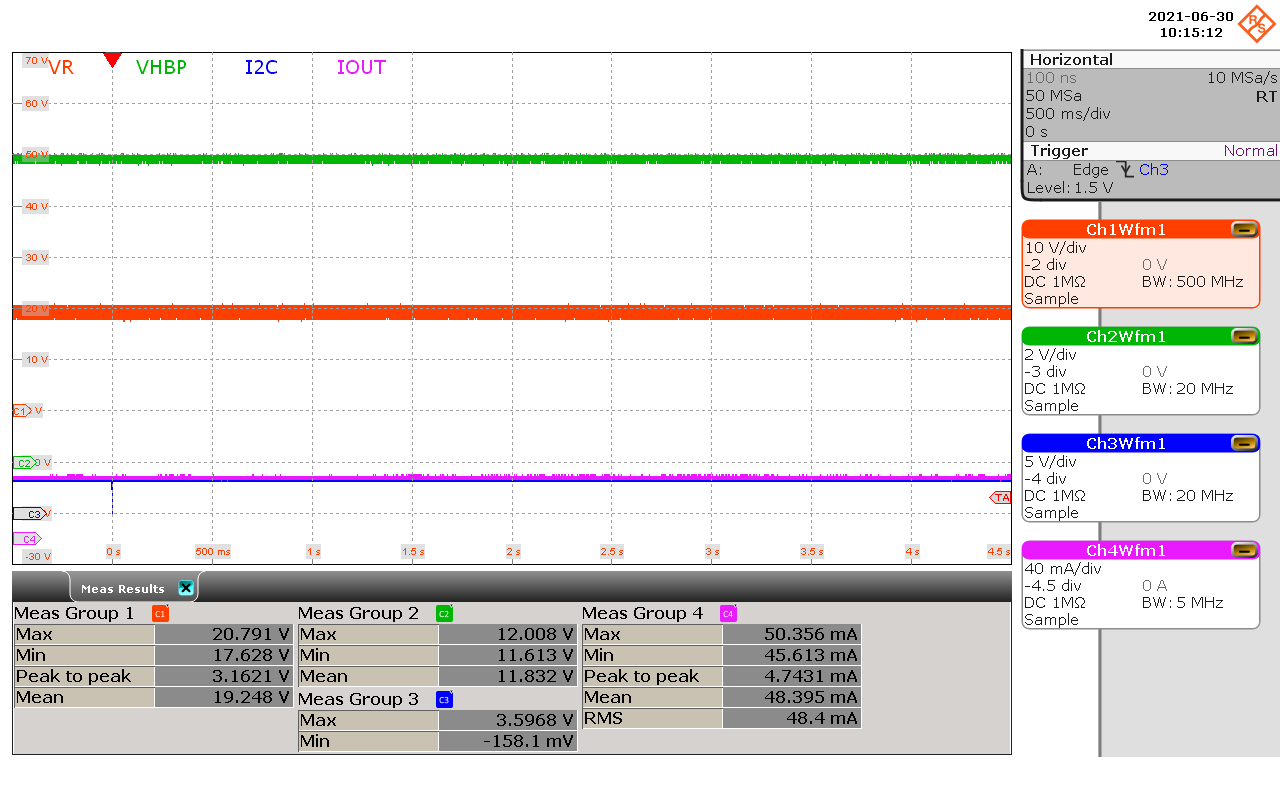 2021-06-30
10:15:12
R&S
VR VHBP I2C IOUT
70 V
60 V
50 V
40 V
30 V
20 V
10 V
C1 V
C2 0 V
C3 V
C4
-30 V
TA
0 s 500 ms 1 s 1.5 s 2 s 2.5 s 3 s 3.5 s 4 s 4.5 s
Horizontal
100 ns 10 MSa/s
50 MSa RT
500 ms/div
0 s
Trigger Normal
A: Edge Ch3
Level: 1.5 V
Ch1Wfm1
10 V/div
-2 div 0 V
DC 1MΩ BW: 500 MHz
Sample
Ch2Wfm1
2 V/div
-3 div 0 V
DC 1MΩ BW: 20 MHz
Sample
Ch3Wfm1
5 V/div
-4 div 0 V
DC 1MΩ BW: 20 MHz
Sample
Ch4Wfm1
40 mA/div
-4.5 div 0 A
DC 1MΩ BW: 5 MHz
Sample
Meas Results
Meas Group 1 C1
Max 20.791 V
Min 17.628 V
Peak to peak 3.1621 V
Mean 19.248 V
Meas Group 2 C2
Max 12.008 V
Min 11.613 V
Mean 11.832 V
Meas Group 3 C3
Max 3.5968 V
Min -158.1 mV
Meas Group 4 C4
Max 50.356 mA
Min 45.613 mA
Peak to peak 4.7431 mA
Mean 48.395 mA
RMS 48.4 mA